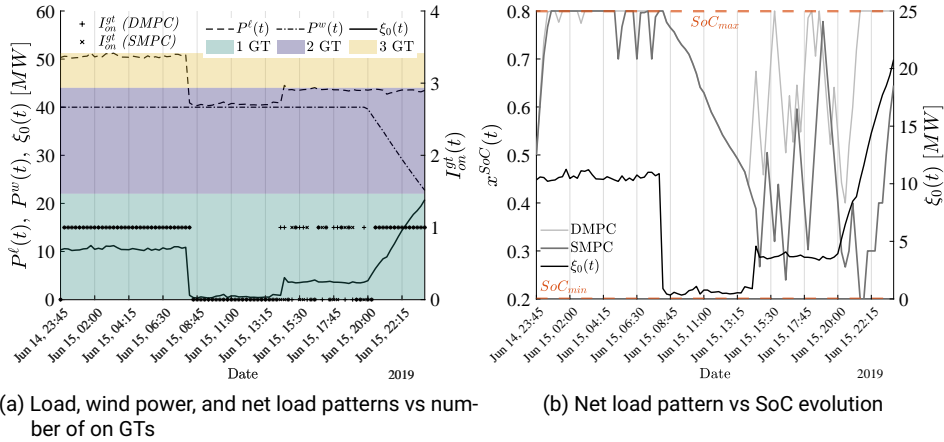 I_on^gt (DMPC)
I_on^gt (SMPC)
P^ℓ(t) P^w(t) ξ₀(t)
1 GT 2 GT 3 GT
P^ℓ(t), P^w(t), ξ₀(t) [MW]
60
50
40
30
20
10
0
4
3
2
1
0
I_on^gt(t)
Jun 14, 23:45
Jun 15, 02:00
Jun 15, 04:15
Jun 15, 06:30
Jun 15, 08:45
Jun 15, 11:00
Jun 15, 13:15
Jun 15, 15:30
Jun 15, 17:45
Jun 15, 20:00
Jun 15, 22:15
Date
2019
(a) Load, wind power, and net load patterns vs num-
ber of on GTs
x^SoC(t)
0.8
0.7
0.6
0.5
0.4
0.3
0.2
SoC_max
DMPC
SMPC
ξ₀(t)
SoC_min
25
20
15
10
5
0
ξ₀(t) [MW]
Jun 14, 23:45
Jun 15, 02:00
Jun 15, 04:15
Jun 15, 06:30
Jun 15, 08:45
Jun 15, 11:00
Jun 15, 13:15
Jun 15, 15:30
Jun 15, 17:45
Jun 15, 20:00
Jun 15, 22:15
Date
2019
(b) Net load pattern vs SoC evolution